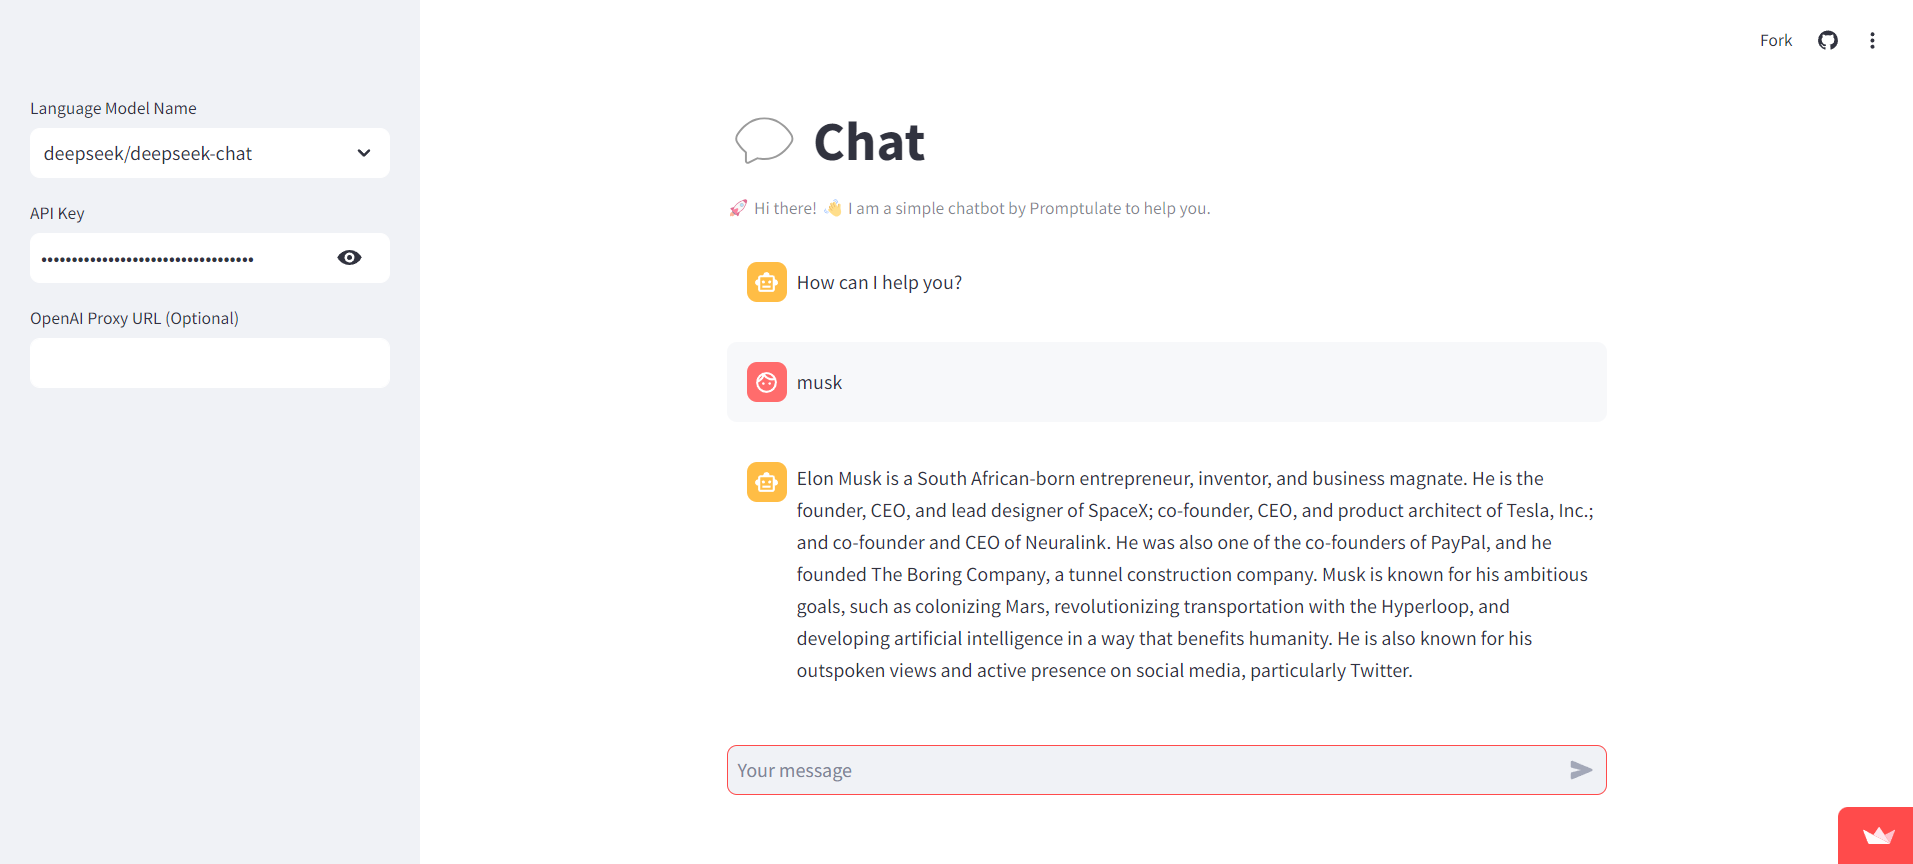 Fork
Language Model Name
deepseek/deepseek-chat
API Key
••••••••••••••••••••••••••••••••••••
OpenAI Proxy URL (Optional)
Chat
🚀 Hi there! 👋 I am a simple chatbot by Promptulate to help you.
How can I help you?
musk
Elon Musk is a South African-born entrepreneur, inventor, and business magnate. He is the
founder, CEO, and lead designer of SpaceX; co-founder, CEO, and product architect of Tesla, Inc.;
and co-founder and CEO of Neuralink. He was also one of the co-founders of PayPal, and he
founded The Boring Company, a tunnel construction company. Musk is known for his ambitious
goals, such as colonizing Mars, revolutionizing transportation with the Hyperloop, and
developing artificial intelligence in a way that benefits humanity. He is also known for his
outspoken views and active presence on social media, particularly Twitter.
Your message